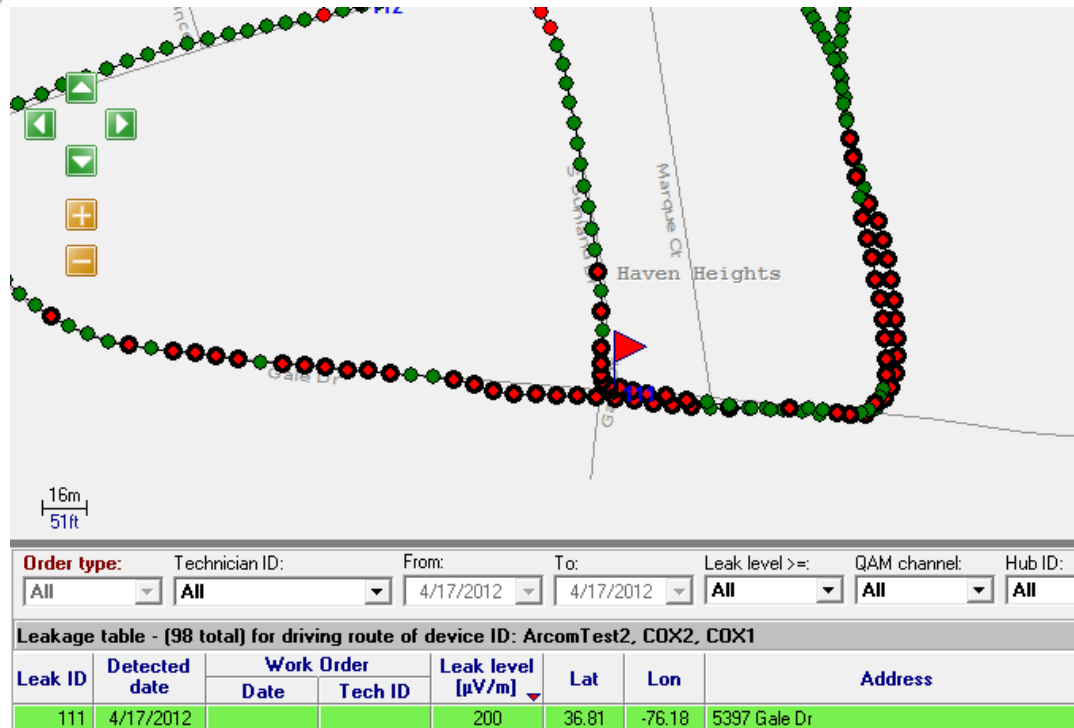 Gale Dr
Marque Ct
Haven Heights
16m
51ft
Order type:
Technician ID:
From:
To:
Leak level >=:
QAM channel:
Hub ID:
All
All
4/17/2012
4/17/2012
All
All
All
Leakage table - (98 total) for driving route of device ID: ArcomTest2, COX2, COX1
Leak ID
Detected date
Work Order
Date
Tech ID
Leak level [µV/m]
Lat
Lon
Address
111 4/17/2012 200 36.81 -76.18 5397 Gale Dr